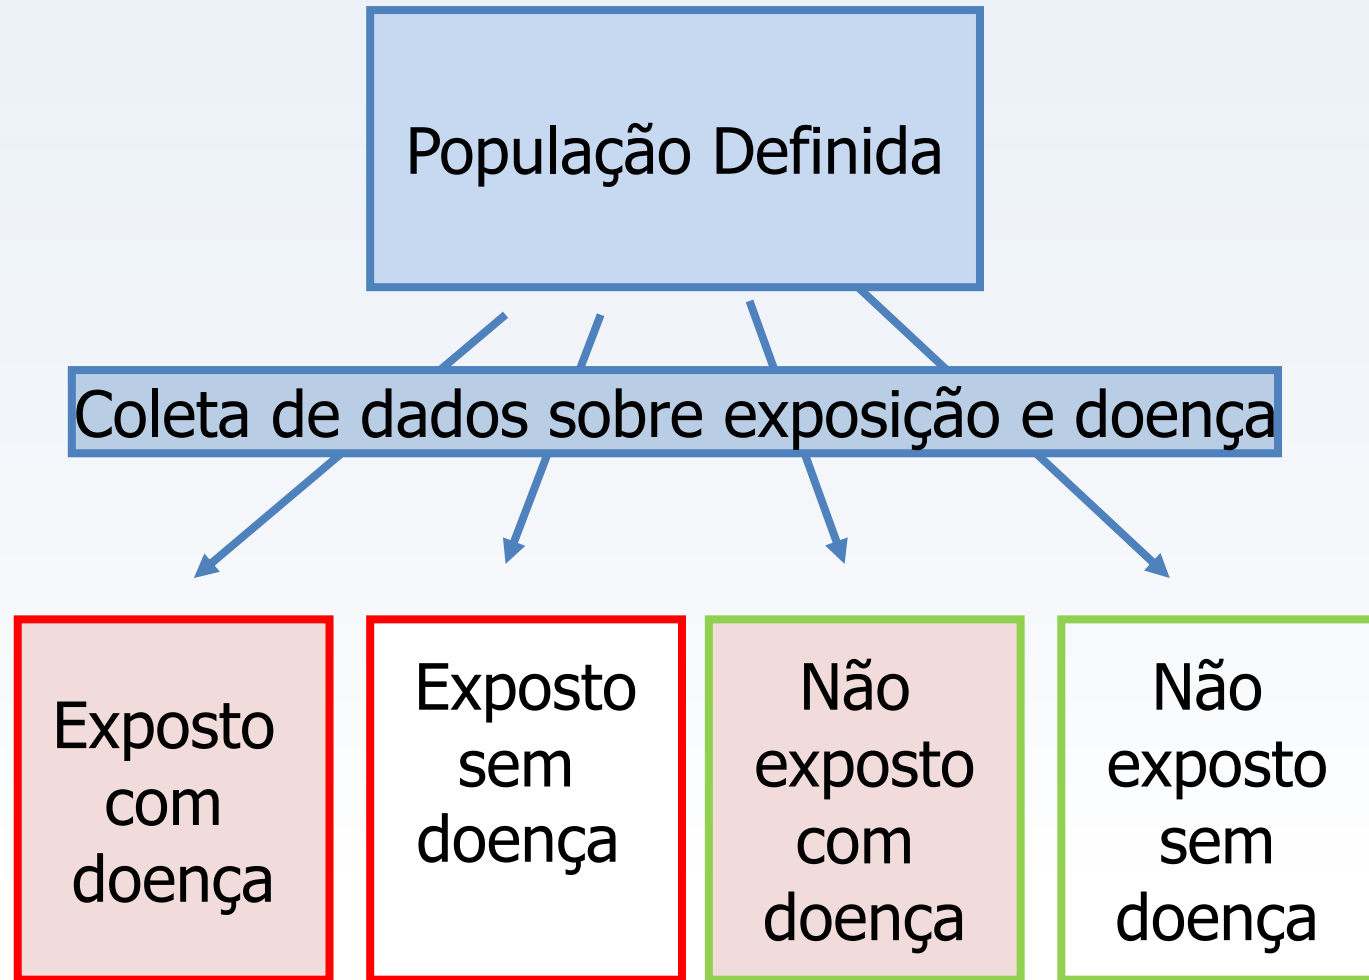 População Definida
Coleta de dados sobre exposição e doença
Exposto
com
doença
Exposto
sem
doença
Não
exposto
com
doença
Não
exposto
sem
doença